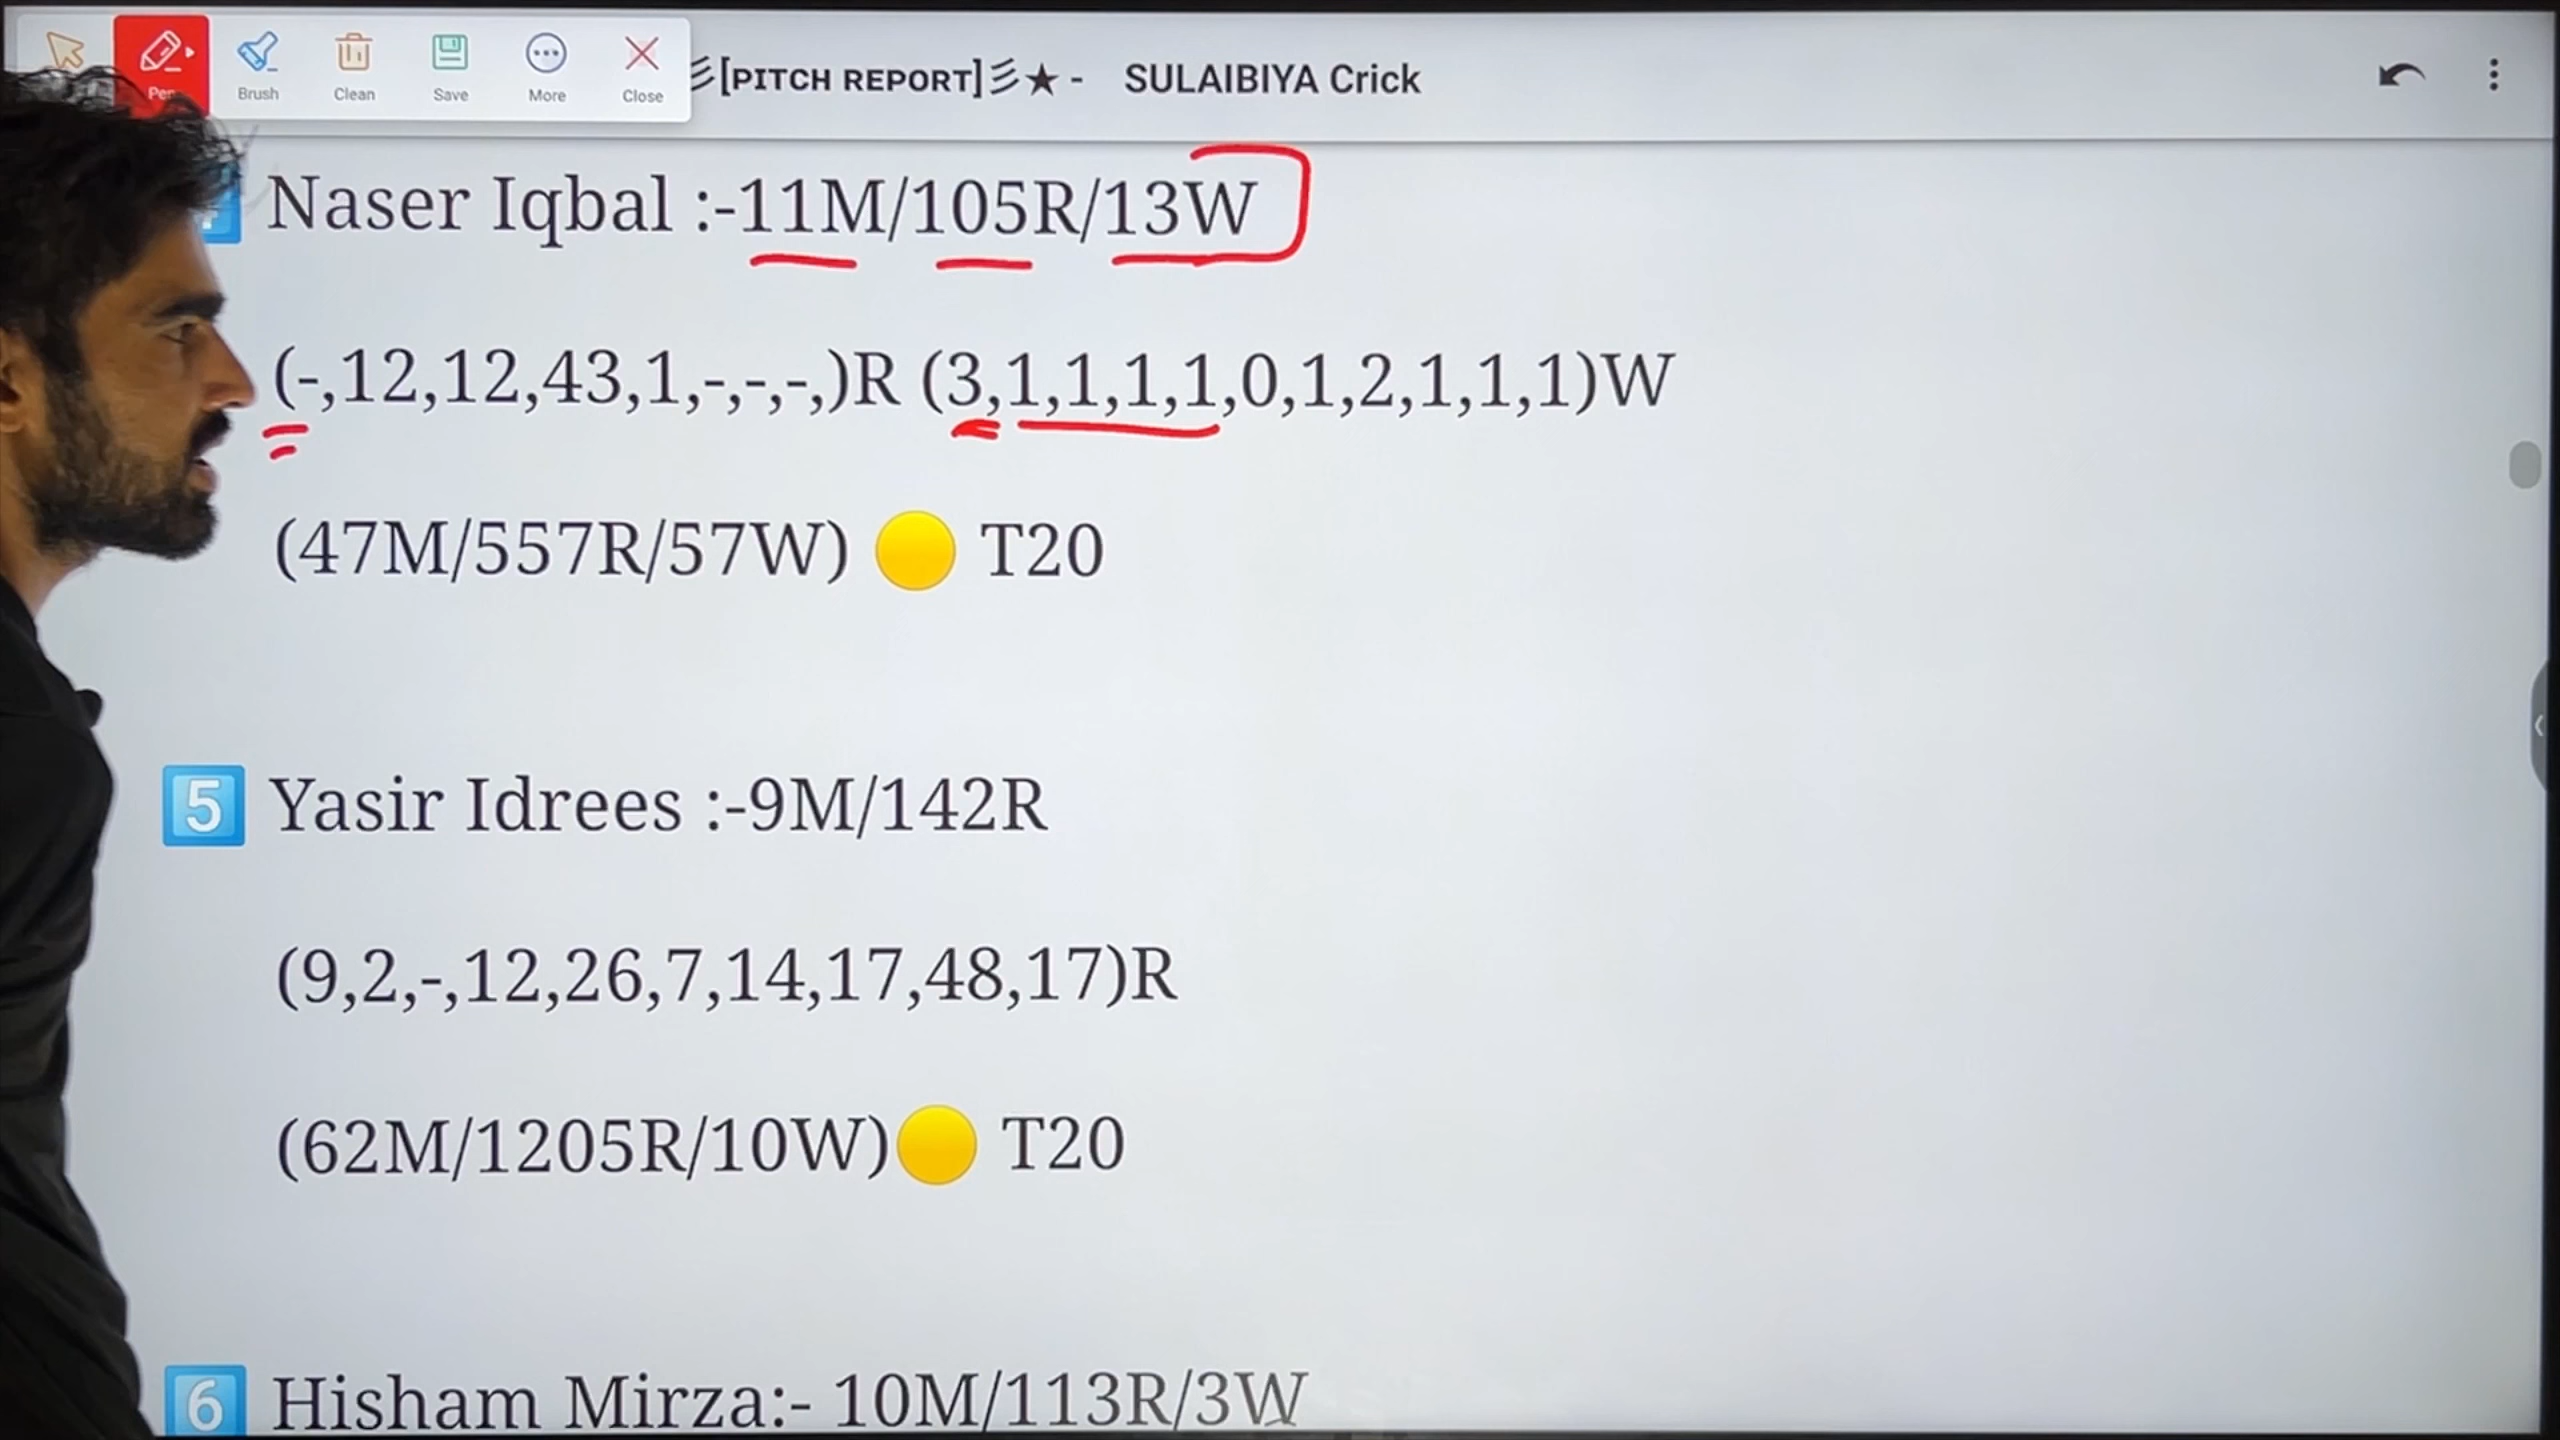 Pen Brush Clean Save More Close
彡[PITCH REPORT]彡★ - SULAIBIYA Crick
Naser Iqbal :-11M/105R/13W
(-,12,12,43,1,-,-,-,)R (3,1,1,1,1,0,1,2,1,1,1)W
(47M/557R/57W) 🟡 T20
5 Yasir Idrees :-9M/142R
(9,2,-,12,26,7,14,17,48,17)R
(62M/1205R/10W)🟡 T20
6 Hisham Mirza:- 10M/113R/3W